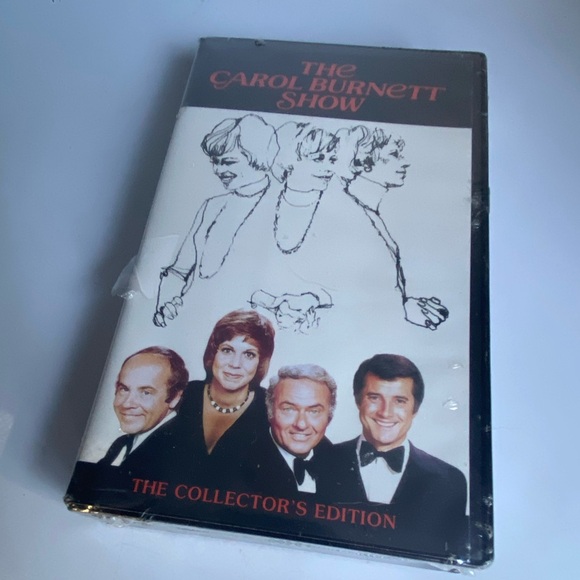 THE
CAROL BURNETT
SHOW
THE COLLECTOR'S EDITION